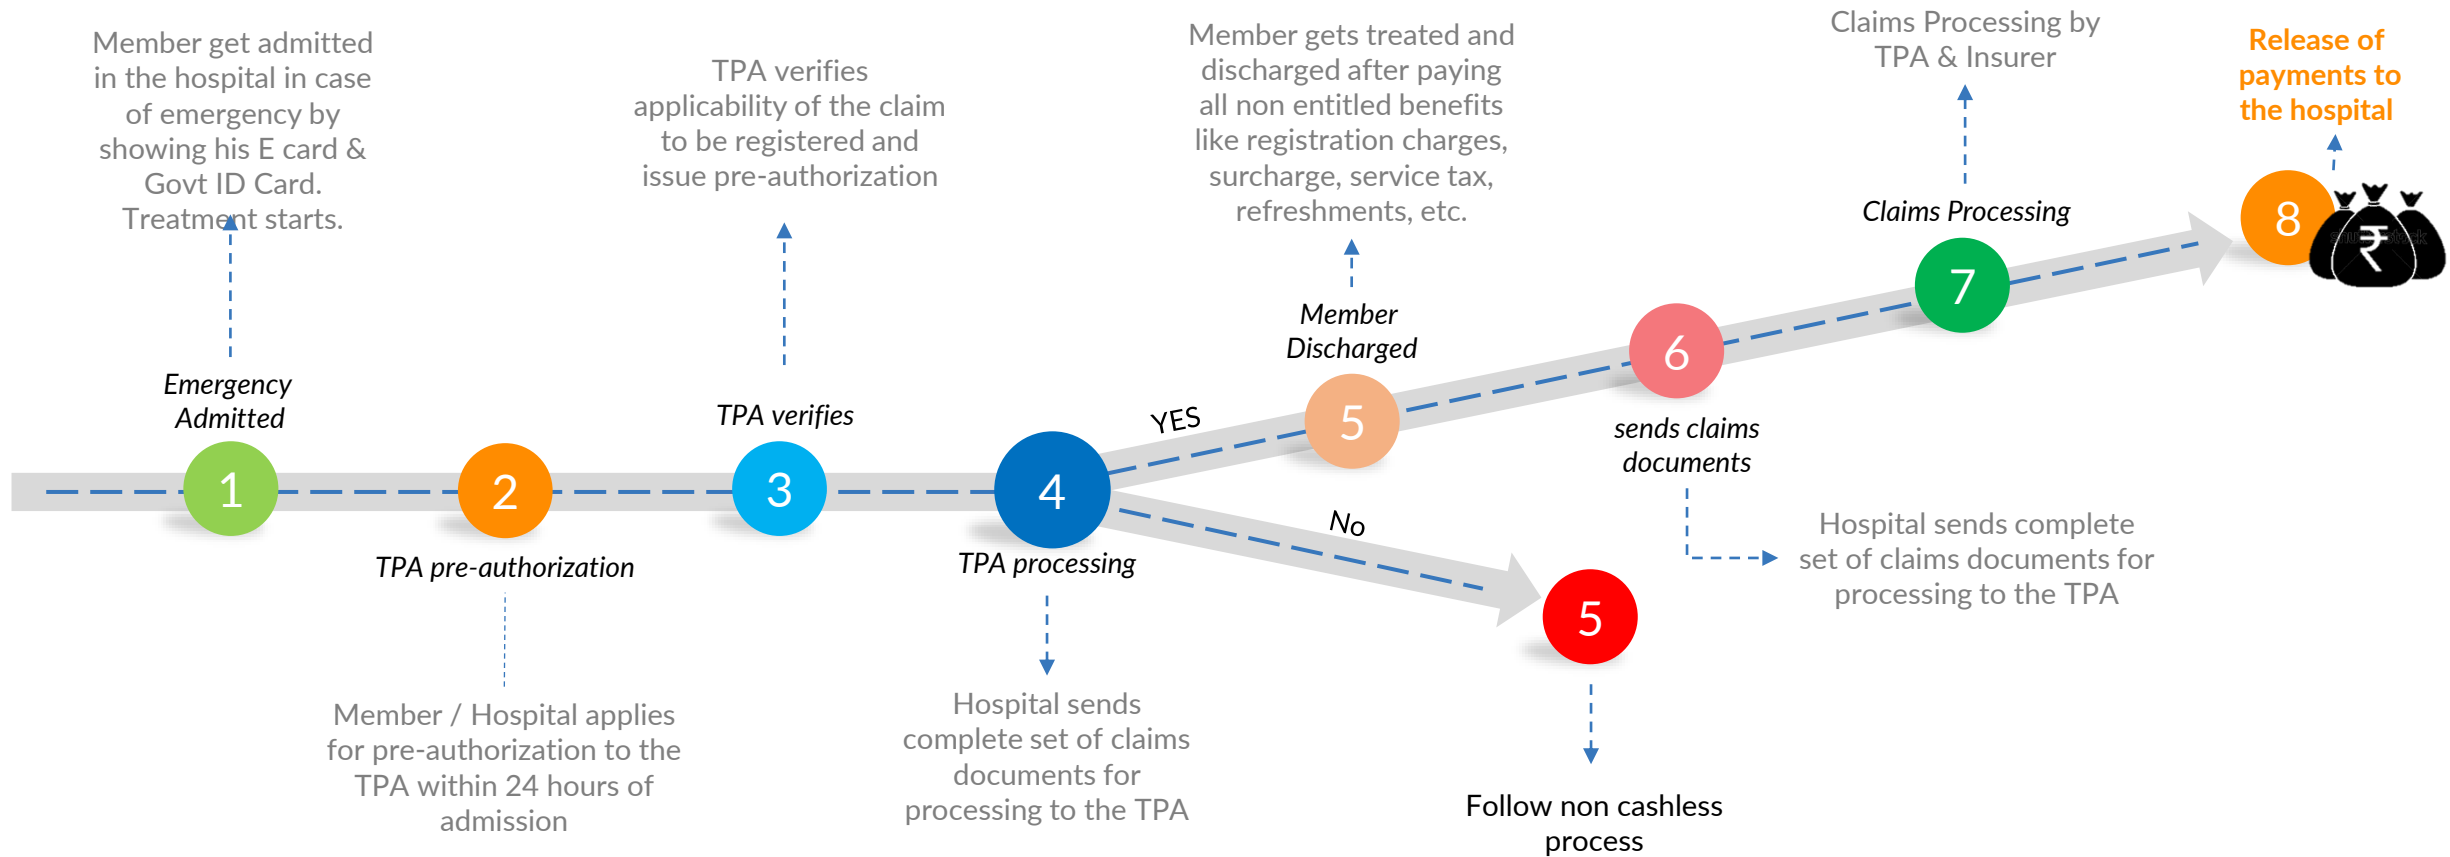 Member get admitted
in the hospital in case
of emergency by
showing his E card &
Govt ID Card.
Treatment starts.
Emergency
Admitted
1
2
TPA pre-authorization
Member / Hospital applies
for pre-authorization to the
TPA within 24 hours of
admission
TPA verifies
applicability of the claim
to be registered and
issue pre-authorization
TPA verifies
3
4
TPA processing
Hospital sends
complete set of claims
documents for
processing to the TPA
YES
Member gets treated and
discharged after paying
all non entitled benefits
like registration charges,
surcharge, service tax,
refreshments, etc.
Member
Discharged
5
No
5
Follow non cashless
process
6
sends claims
documents
Hospital sends complete
set of claims documents for
processing to the TPA
Claims Processing by
TPA & Insurer
Claims Processing
7
Release of
payments to
the hospital
8
₹